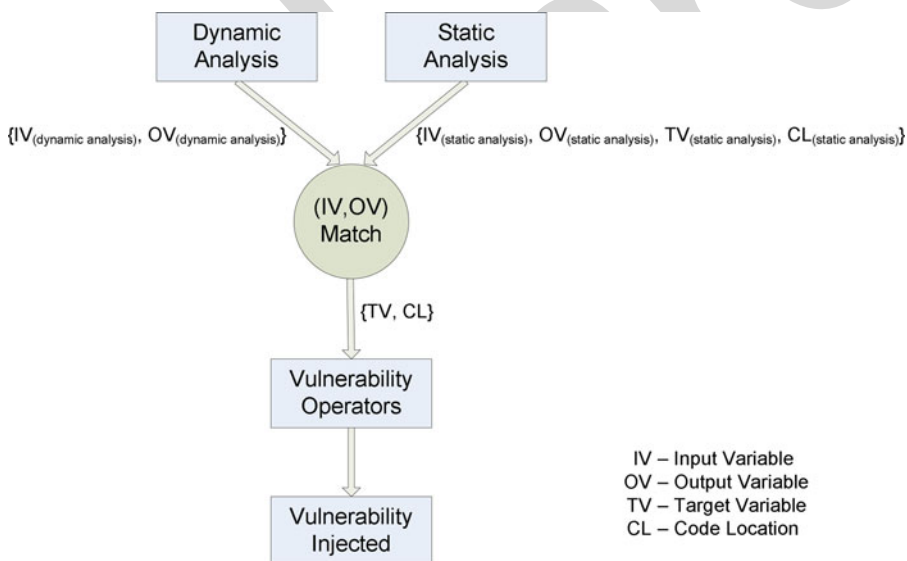 Dynamic
Analysis
Static
Analysis
{IV(dynamic analysis), OV(dynamic analysis)}
{IV(static analysis), OV(static analysis), TV(static analysis), CL(static analysis)}
(IV,OV)
Match
{TV, CL}
Vulnerability
Operators
Vulnerability
Injected
IV – Input Variable
OV – Output Variable
TV – Target Variable
CL – Code Location